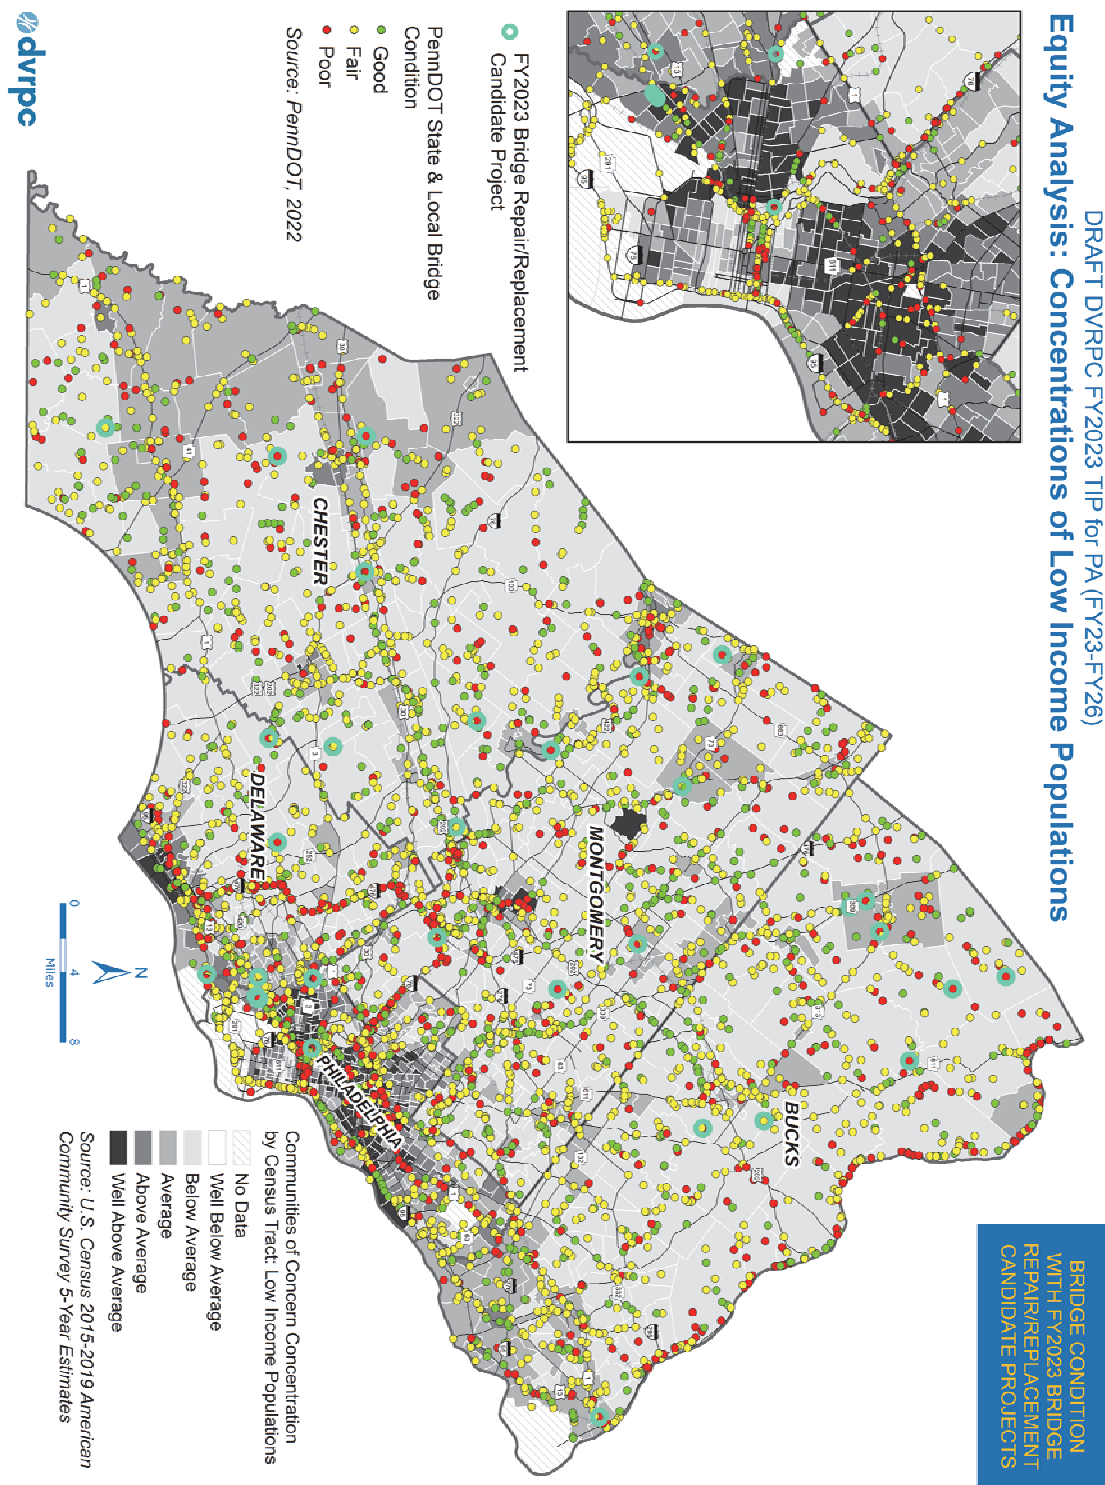 DRAFT DVRPC FY2023 TIP for PA (FY23-FY26)
Equity Analysis: Concentrations of Low Income Populations
BRIDGE CONDITION
WITH FY2023 BRIDGE
REPAIR/REPLACEMENT
CANDIDATE PROJECTS
FY2023 Bridge Repair/Replacement
Candidate Project
PennDOT State & Local Bridge
Condition
Good
Fair
Poor
Source: PennDOT, 2022
dvrpc
CHESTER
DELAWARE
MONTGOMERY
PHILADELPHIA
BUCKS
0 4 8
Miles
N
Communities of Concern Concentration
by Census Tract: Low Income Populations
No Data
Well Below Average
Below Average
Average
Above Average
Well Above Average
Source: U.S. Census 2015-2019 American
Community Survey 5-Year Estimates